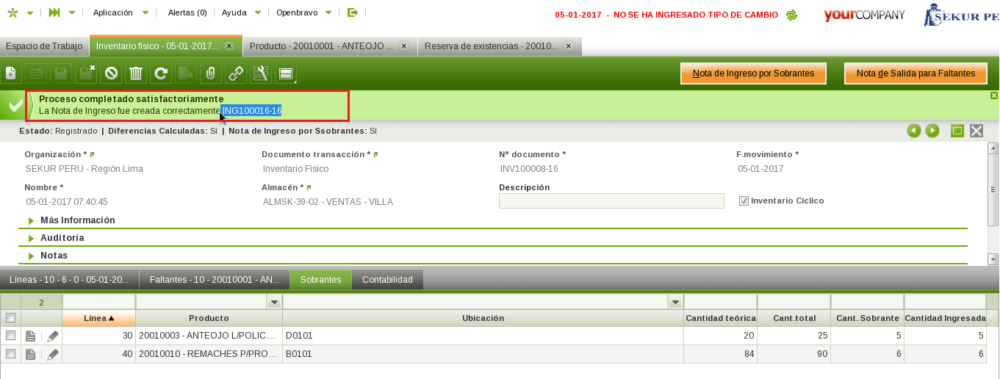 Aplicación Alertas (0) Ayuda Openbravo
05-01-2017 - NO SE HA INGRESADO TIPO DE CAMBIO
yourCOMPANY
SEKUR PE
Espacio de Trabajo
Inventario físico - 05-01-2017...
Producto - 20010001 - ANTEOJO ...
Reserva de existencias - 20010...
Nota de Ingreso por Sobrantes
Nota de Salida para Faltantes
Proceso completado satisfactoriamente
La Nota de Ingreso fue creada correctamente ING100016-16
Estado: Registrado | Diferencias Calculadas: Sí | Nota de Ingreso por Ssobrantes: Sí
Organización * Documento transacción * Nº documento * F.movimiento *
SEKUR PERU - Región Lima Inventario Físico INV100008-16 05-01-2017
Nombre * Almacén * Descripción
05-01-2017 07:40:45 ALMSK-39-02 - VENTAS - VILLA Inventario Cíclico
Más Información
Auditoría
Notas
Líneas - 10 - 6 - 0 - 05-01-20... Faltantes - 10 - 20010001 - AN... Sobrantes Contabilidad
2
Línea Producto Ubicación Cantidad teórica Cant.total Cant. Sobrante Cantidad Ingresada
30 20010003 - ANTEOJO L/POLIC... D0101 20 25 5 5
40 20010010 - REMACHES P/PRO... B0101 84 90 6 6